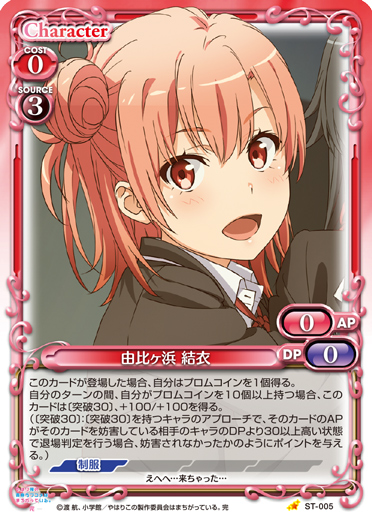 Character
COST
0
SOURCE
3
0 AP
由比ヶ浜 結衣
DP 0
このカードが登場した場合、自分はプロムコインを1個得る。
自分のターンの間、自分がプロムコインを10個以上持つ場合、この
カードは〔突破30〕、+100/+100を得る。
(〔突破30〕:〔突破30〕を持つキャラのアプローチで、そのカードのAP
がそのカードを妨害している相手のキャラのDPより30以上高い状態
で退場判定を行う場合、妨害されなかったかのようにポイントを与
える。)
制服
えへへ…来ちゃった…
©渡 航、小学館/やはりこの製作委員会はまちがっている。完
ST-005